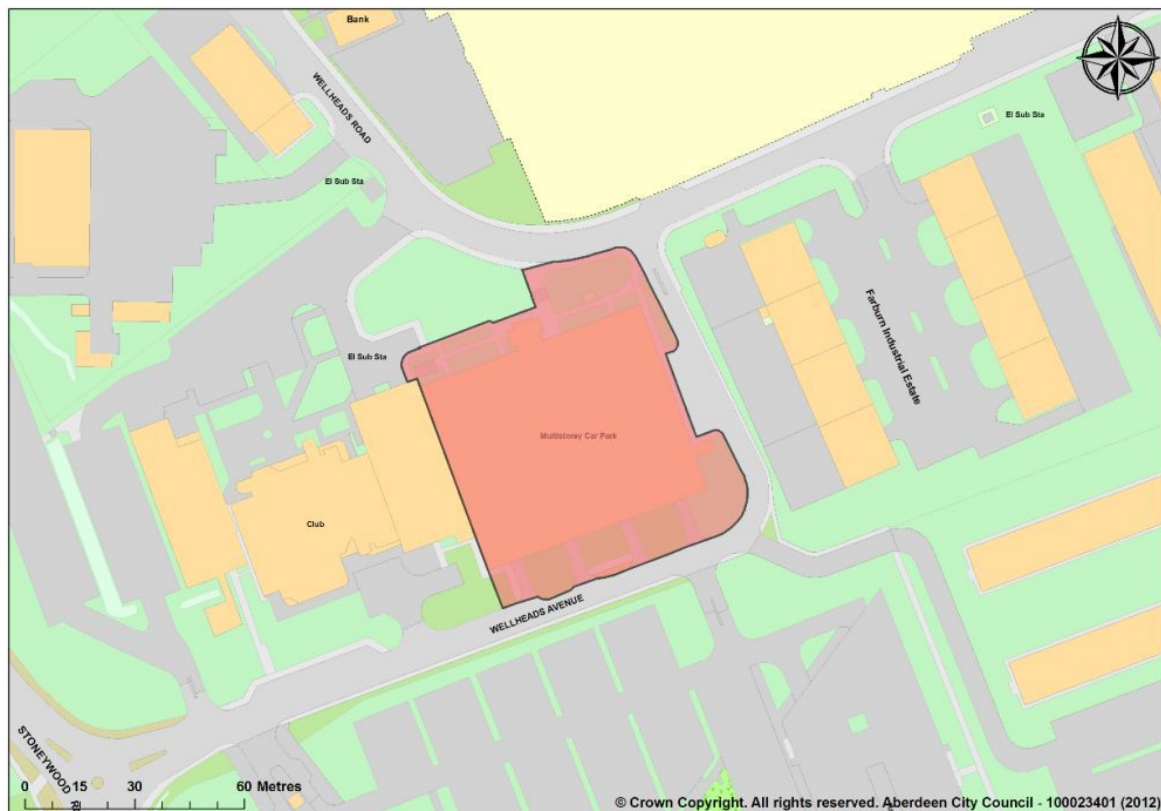 Bank
WELLHEADS ROAD
El Sub Sta
El Sub Sta
Farburn Industrial Estate
El Sub Sta
Multistorey Car Park
Club
WELLHEADS AVENUE
STONEYWOOD
0 15 30 60 Metres
© Crown Copyright. All rights reserved. Aberdeen City Council - 100023401 (2012)